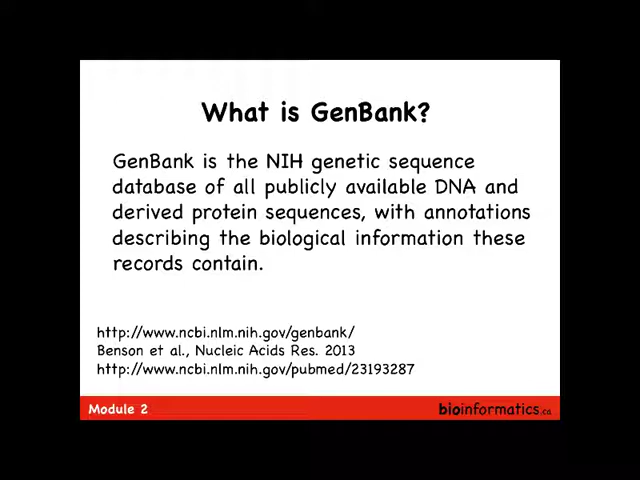 What is GenBank?
GenBank is the NIH genetic sequence
database of all publicly available DNA and
derived protein sequences, with annotations
describing the biological information these
records contain.
http://www.ncbi.nlm.nih.gov/genbank/
Benson et al., Nucleic Acids Res. 2013
http://www.ncbi.nlm.nih.gov/pubmed/23193287
Module 2
bioinformatics.ca